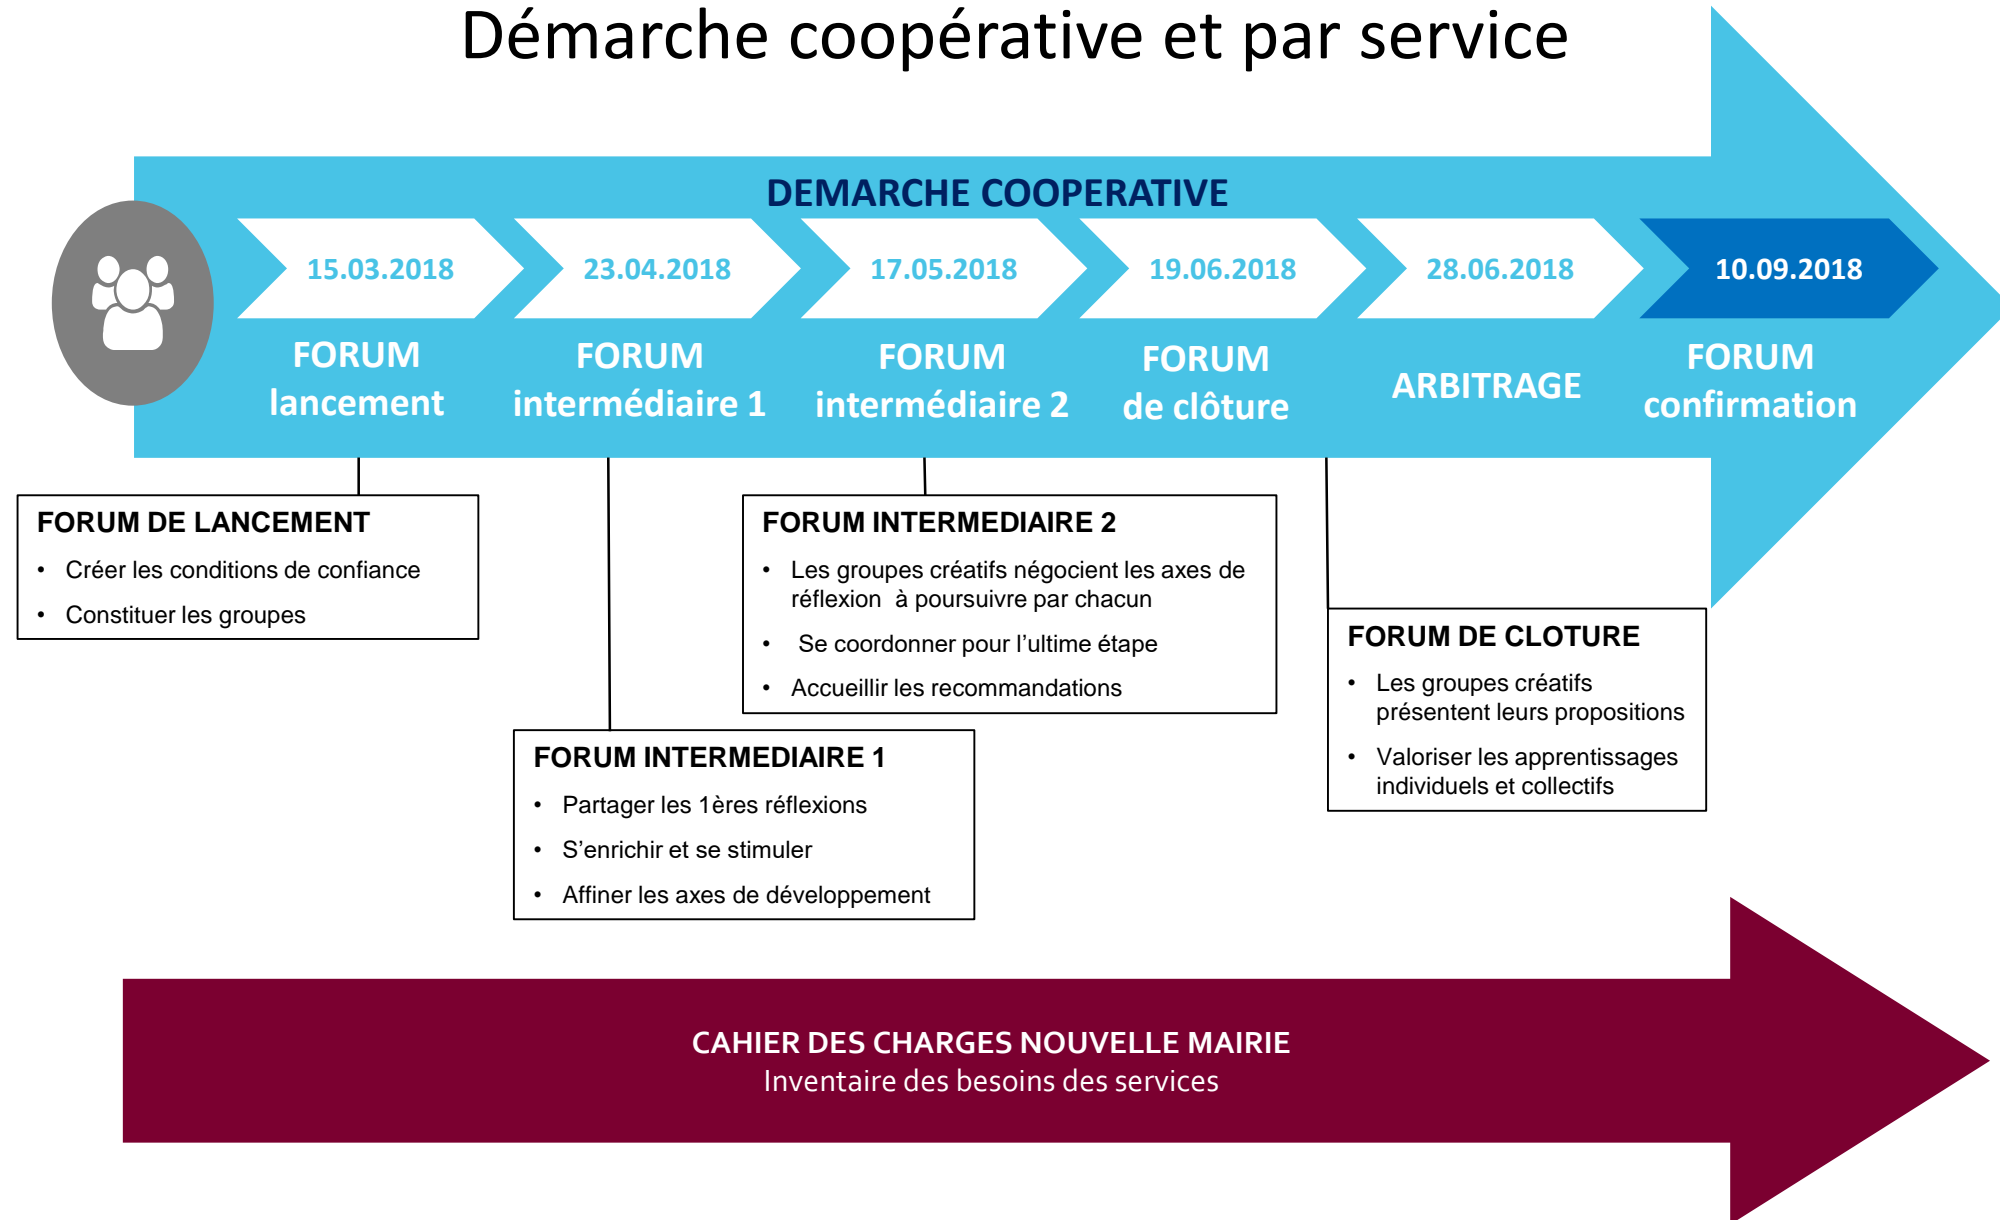 Démarche coopérative et par service
DEMARCHE COOPERATIVE
15.03.2018
23.04.2018
17.05.2018
19.06.2018
28.06.2018
10.09.2018
FORUM
lancement
FORUM
intermédiaire 1
FORUM
intermédiaire 2
FORUM
de clôture
ARBITRAGE
FORUM
confirmation
FORUM DE LANCEMENT
• Créer les conditions de confiance
• Constituer les groupes
FORUM INTERMEDIAIRE 1
• Partager les 1ères réflexions
• S’enrichir et se stimuler
• Affiner les axes de développement
FORUM INTERMEDIAIRE 2
• Les groupes créatifs négocient les axes de
réflexion à poursuivre par chacun
• Se coordonner pour l’ultime étape
• Accueillir les recommandations
FORUM DE CLOTURE
• Les groupes créatifs
présentent leurs propositions
• Valoriser les apprentissages
individuels et collectifs
CAHIER DES CHARGES NOUVELLE MAIRIE
Inventaire des besoins des services